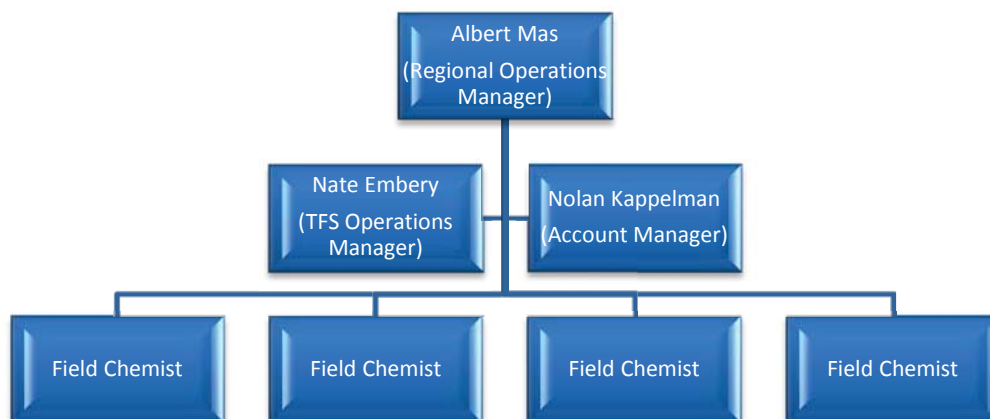 Albert Mas
(Regional Operations
Manager)
Nate Embery
(TFS Operations
Manager)
Nolan Kappelman
(Account Manager)
Field Chemist
Field Chemist
Field Chemist
Field Chemist